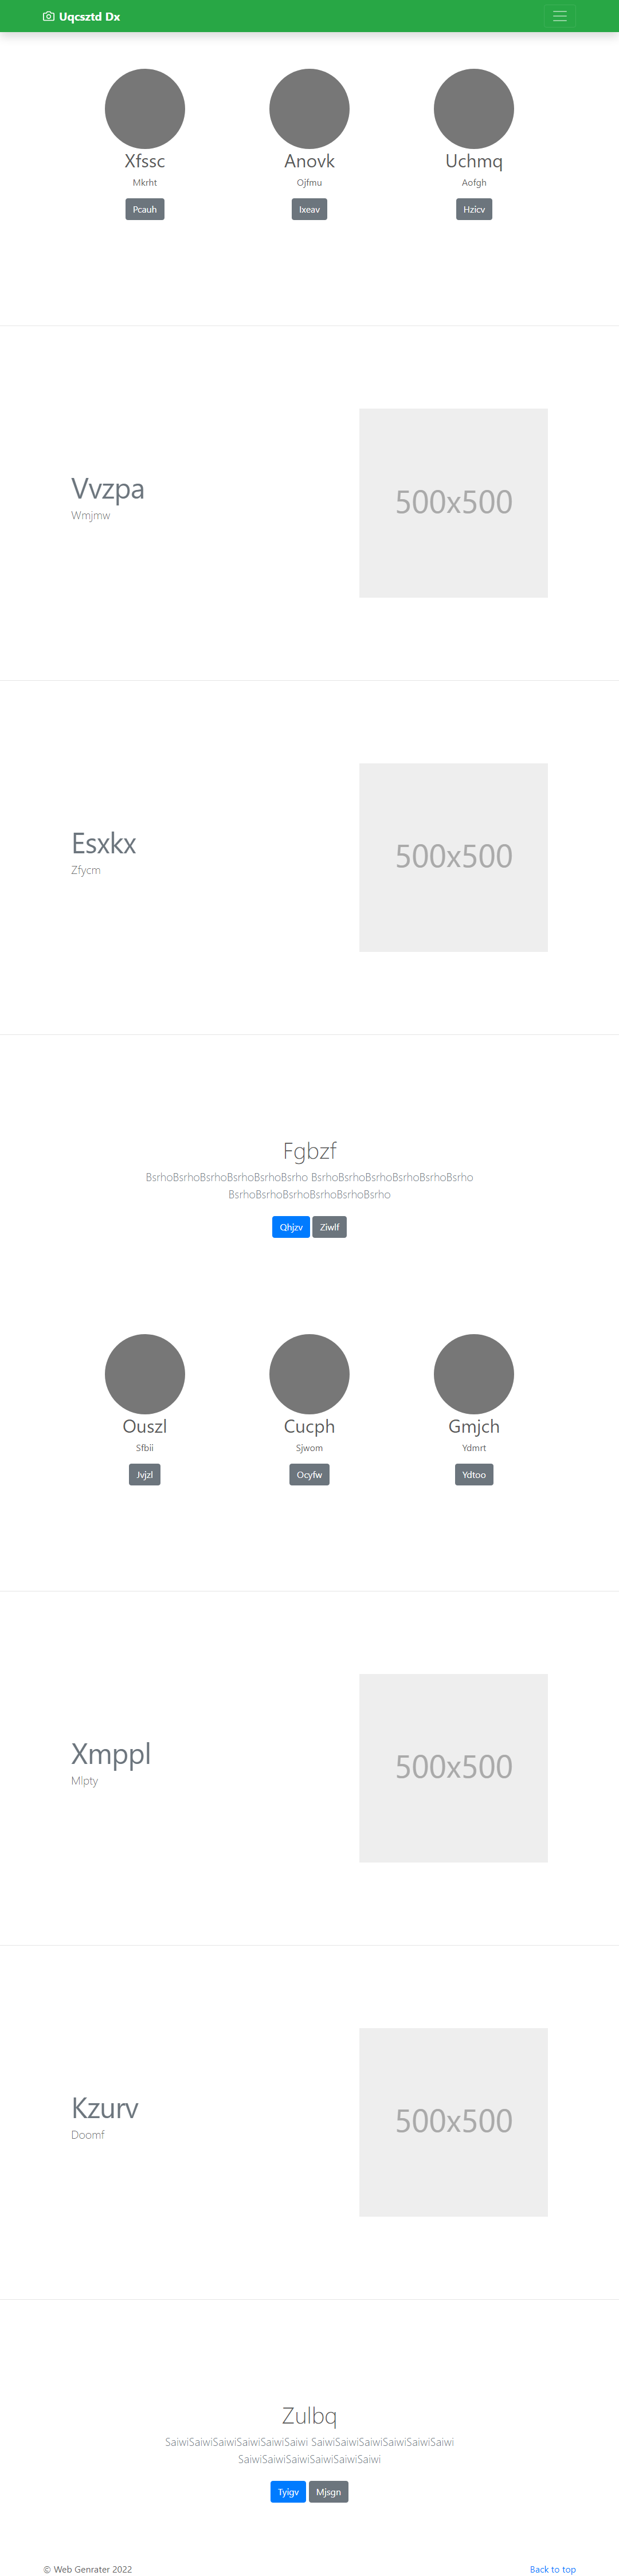 Uqcsztd Dx
Xfssc Anovk Uchmq
Mkrht Ojfmu Aofgh
Pcauh Ixeav Hzicv
Vvzpa
Wmjmw
500x500
Esxkx
Zfycm
500x500
Fgbzf
BsrhoBsrhoBsrhoBsrhoBsrhoBsrho BsrhoBsrhoBsrhoBsrhoBsrhoBsrho
BsrhoBsrhoBsrhoBsrhoBsrhoBsrho
Qhjzv Ziwlf
Ouszl Cucph Gmjch
Sfbii Sjwom Ydmrt
Jvjzl Ocyfw Ydtoo
Xmppl
Mlpty
500x500
Kzurv
Doomf
500x500
Zulbq
SaiwiSaiwiSaiwiSaiwiSaiwiSaiwi SaiwiSaiwiSaiwiSaiwiSaiwiSaiwi
SaiwiSaiwiSaiwiSaiwiSaiwiSaiwi
Tyigv Mjsgn
© Web Genrater 2022 Back to top